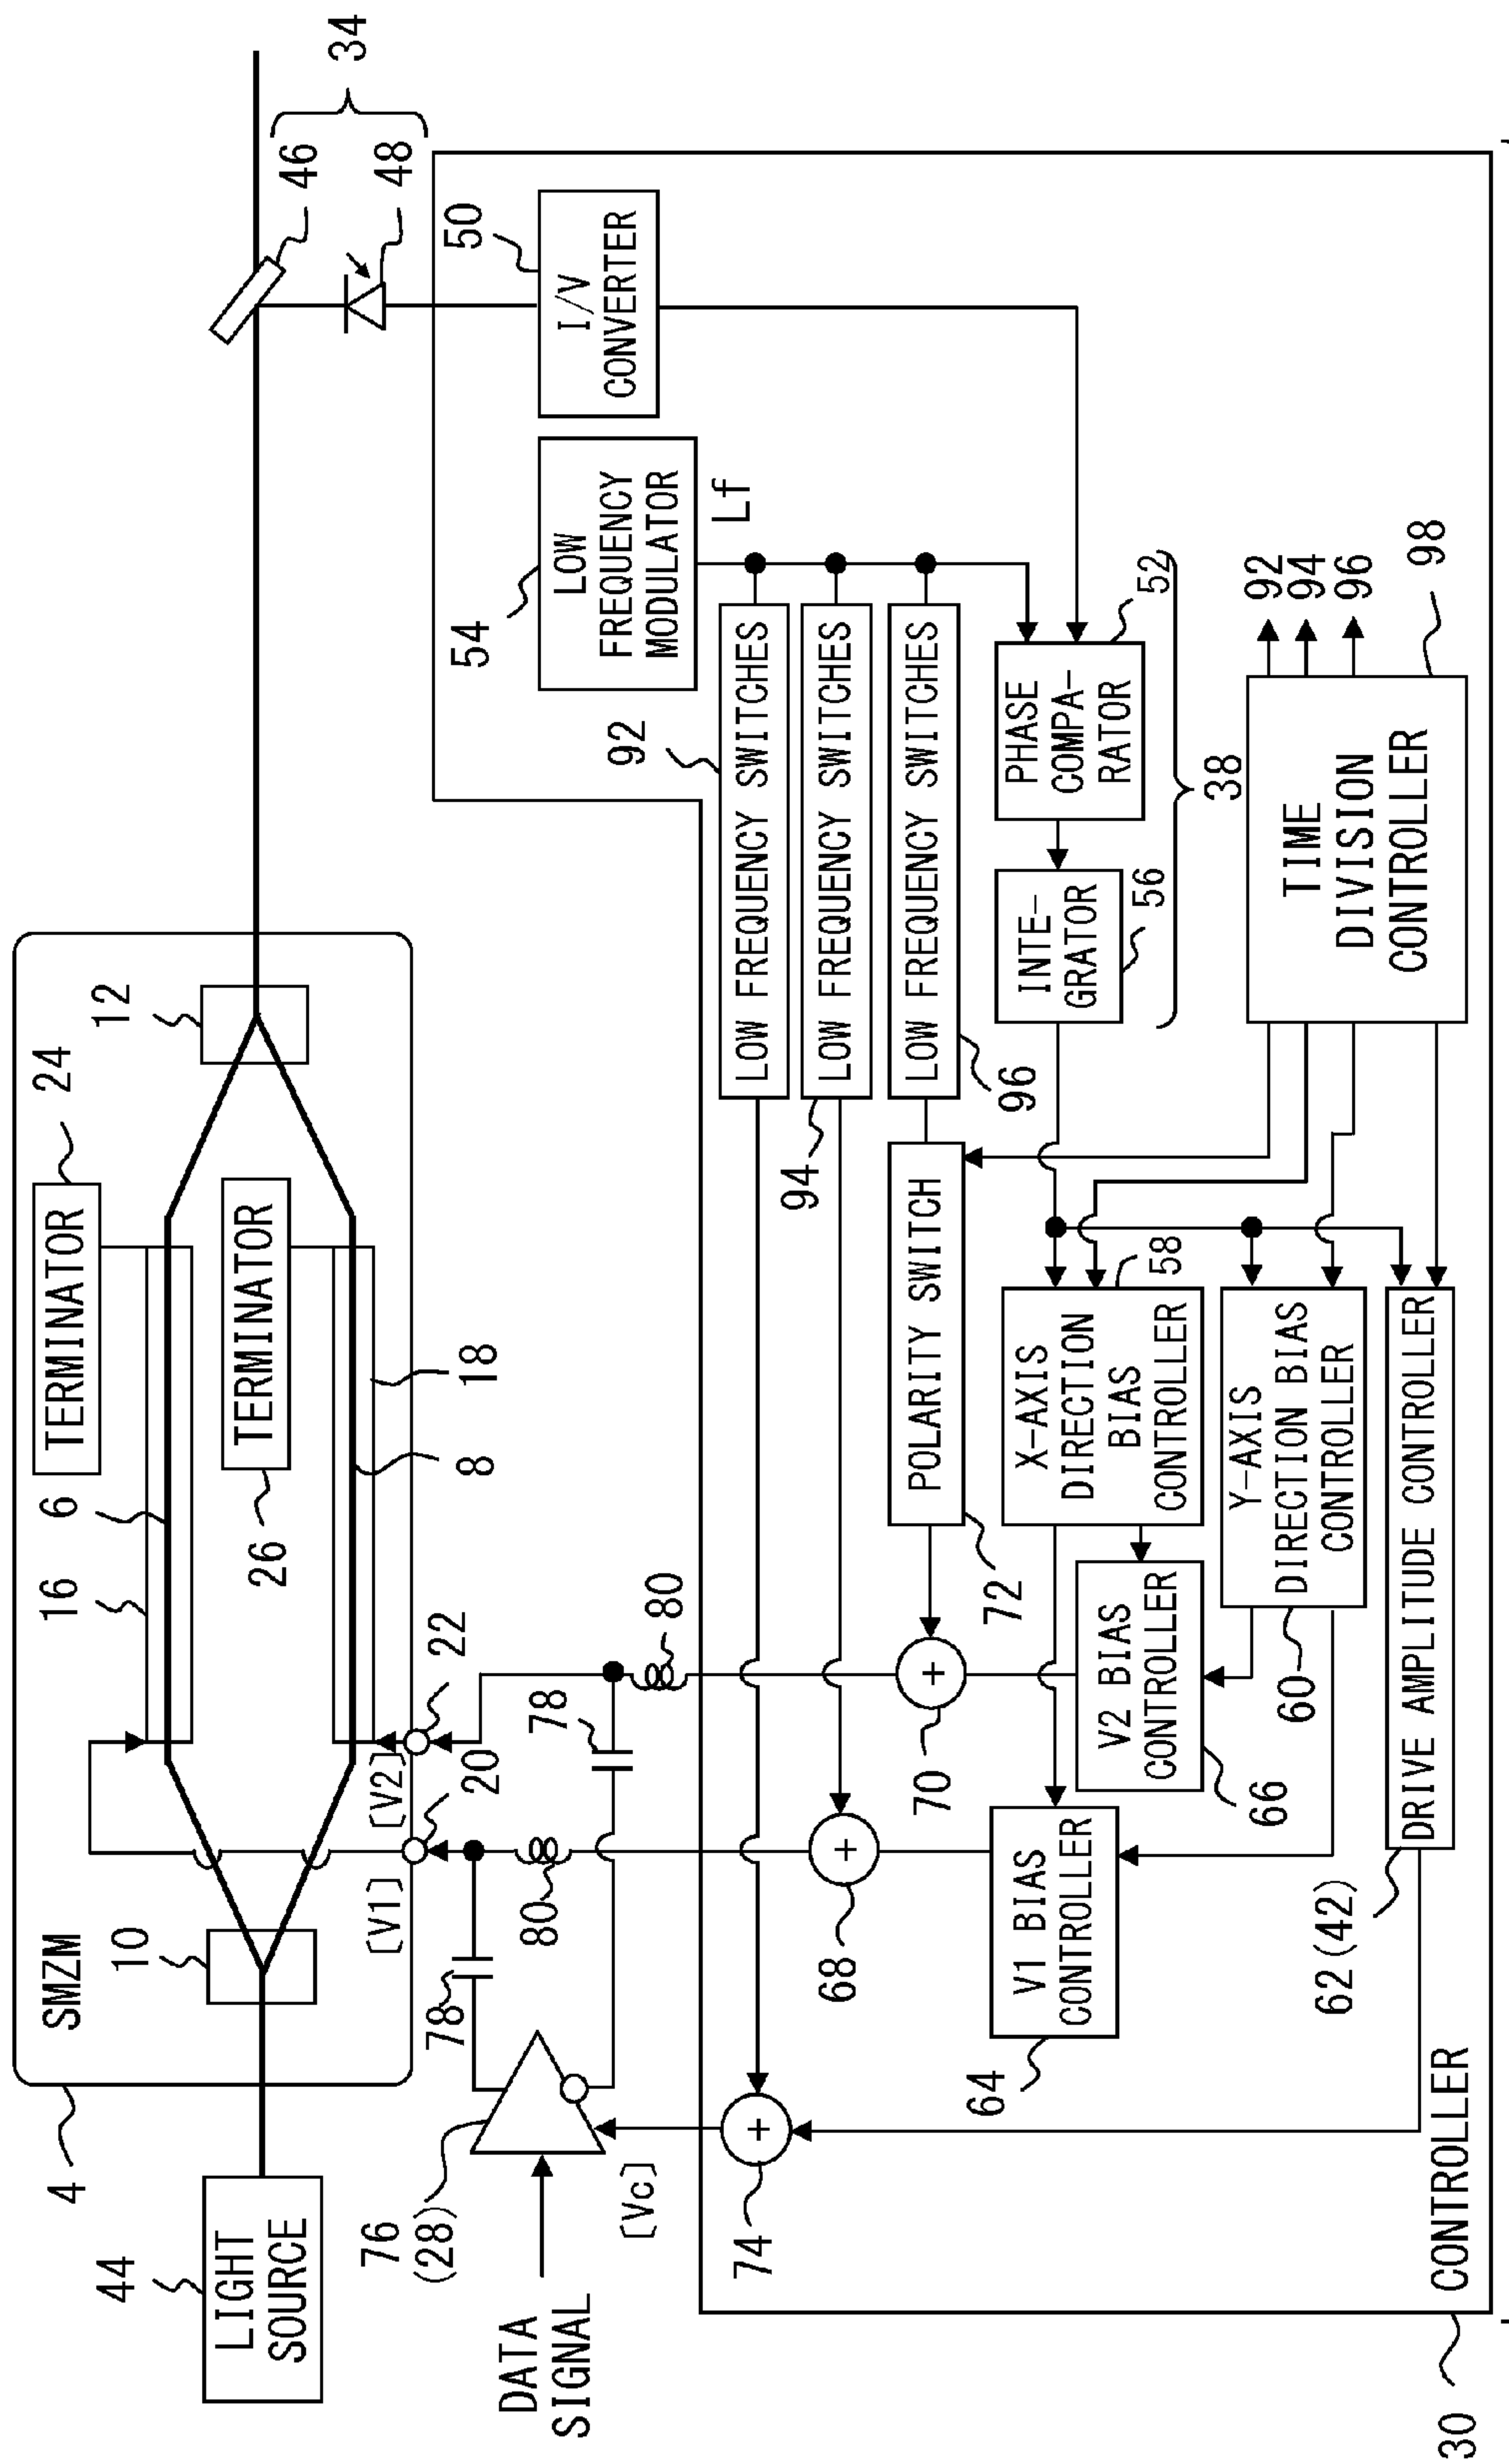 34
46
48
50
I/V
CONVERTER
54
LOW
FREQUENCY
MODULATOR
Lf
92
LOW FREQUENCY SWITCHES
94
LOW FREQUENCY SWITCHES
96
LOW FREQUENCY SWITCHES
52
PHASE
COMPA-
RATOR
56
INTE-
GRATOR
38
92
94
96
98
TIME
DIVISION
CONTROLLER
12
24
TERMINATOR
26
TERMINATOR
16
6
8
18
SMZM
10
4
44
LIGHT
SOURCE
[V1]
[V2]
20
22
78
78
80
80
76
(28)
DATA
SIGNAL
[Vc]
74
+
68
+
70
+
72
POLARITY SWITCH
58
X-AXIS
DIRECTION
BIAS
CONTROLLER
Y-AXIS
DIRECTION BIAS
CONTROLLER
60
DRIVE AMPLITUDE CONTROLLER
62(42)
V2 BIAS
CONTROLLER
66
V1 BIAS
CONTROLLER
64
CONTROLLER
30